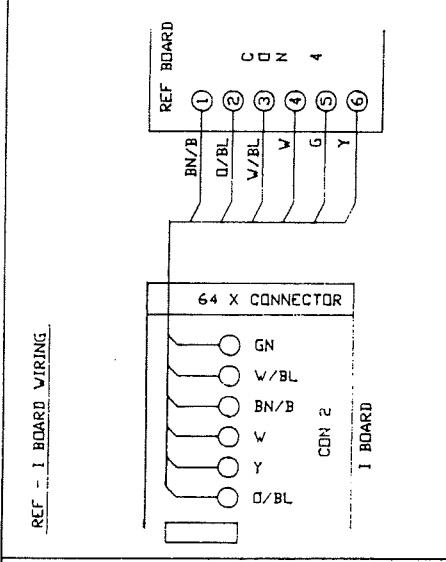 REF BOARD
CON 4
1 2 3 4 5 6
BN/B
O/BL
W/BL
W
G
Y
REF - I BOARD WIRING
64 X CONNECTOR
GN
W/BL
BN/B
W
Y
O/BL
CON 2
I BOARD